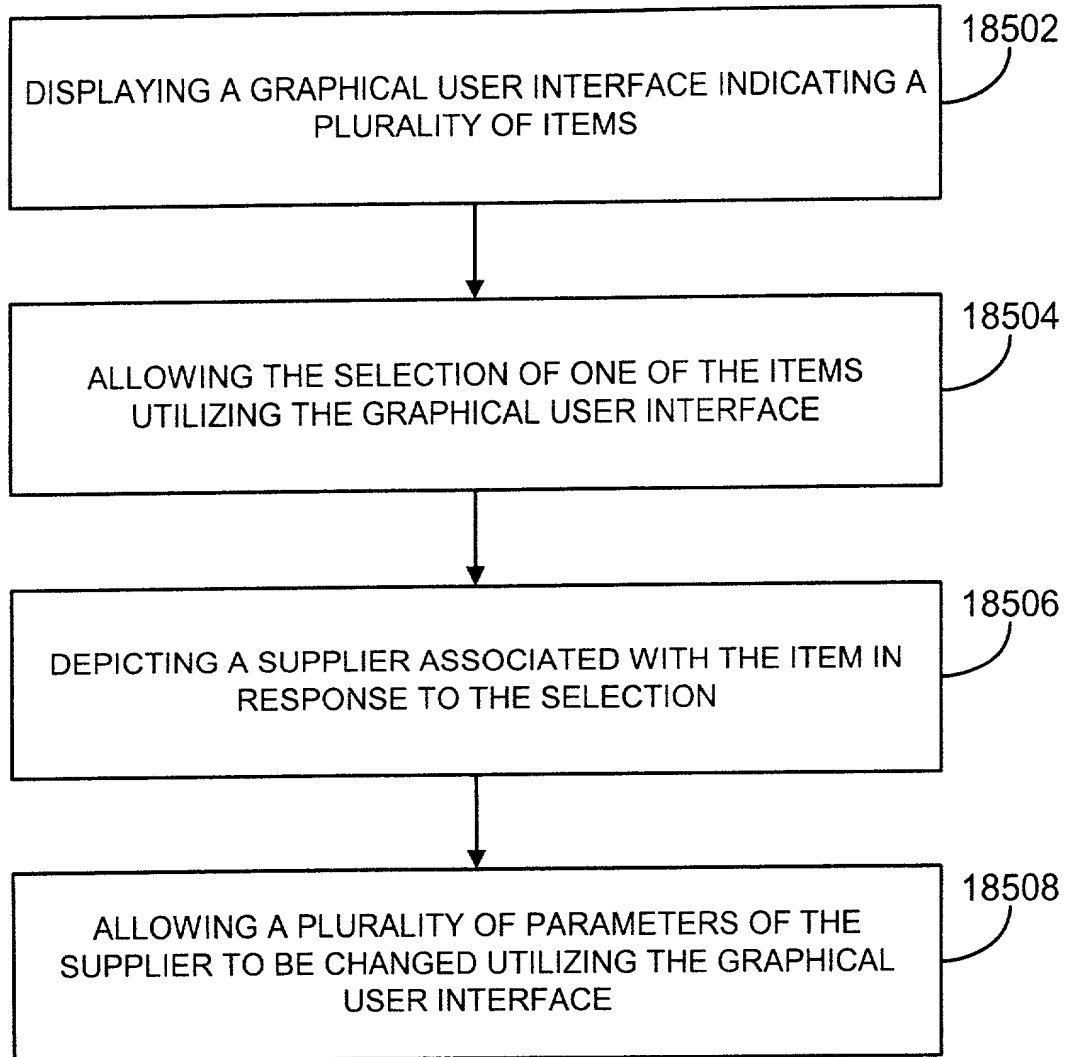 18502
DISPLAYING A GRAPHICAL USER INTERFACE INDICATING A
PLURALITY OF ITEMS
18504
ALLOWING THE SELECTION OF ONE OF THE ITEMS
UTILIZING THE GRAPHICAL USER INTERFACE
18506
DEPICTING A SUPPLIER ASSOCIATED WITH THE ITEM IN
RESPONSE TO THE SELECTION
18508
ALLOWING A PLURALITY OF PARAMETERS OF THE
SUPPLIER TO BE CHANGED UTILIZING THE GRAPHICAL
USER INTERFACE